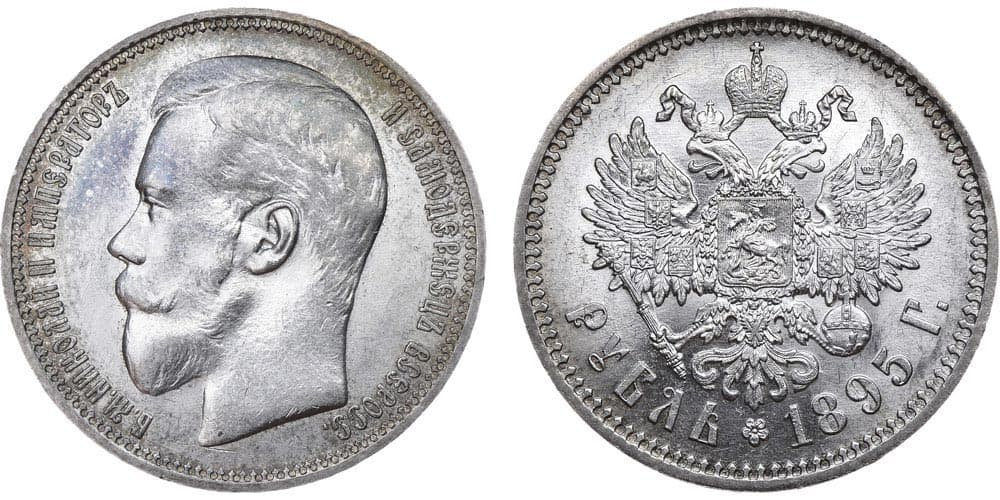 Б.М.НИКОЛАЙ II ИМПЕРАТОРЪ
И САМОДЕРЖЕЦЪ ВСЕРОСС.
РУБЛЬ 1895 Г.